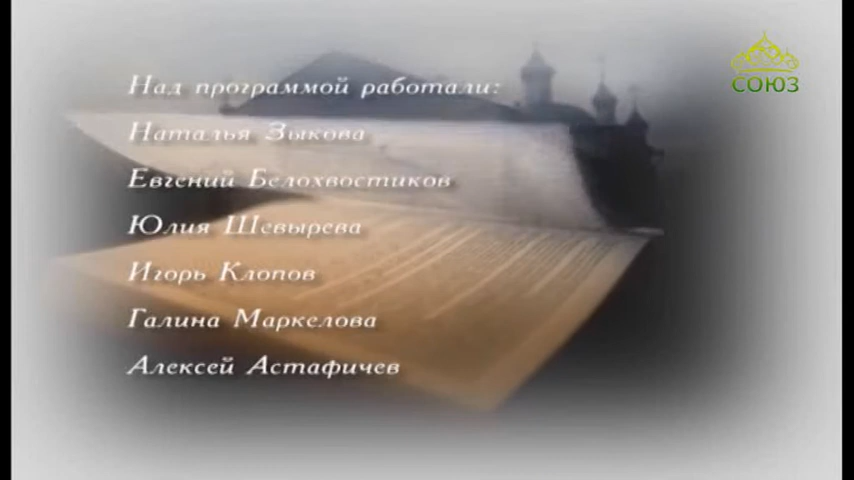 СОЮЗ
Над программой работали:
Наталья Зыкова
Евгений Белохвостиков
Юлия Шевырева
Игорь Клопов
Галина Маркелова
Алексей Астафичев